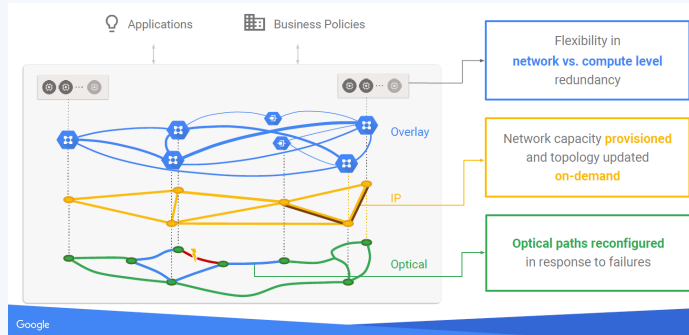 Applications
Business Policies
Flexibility in
network vs. compute level
redundancy
Overlay
Network capacity provisioned
and topology updated
on-demand
IP
Optical paths reconfigured
in response to failures
Optical
Google